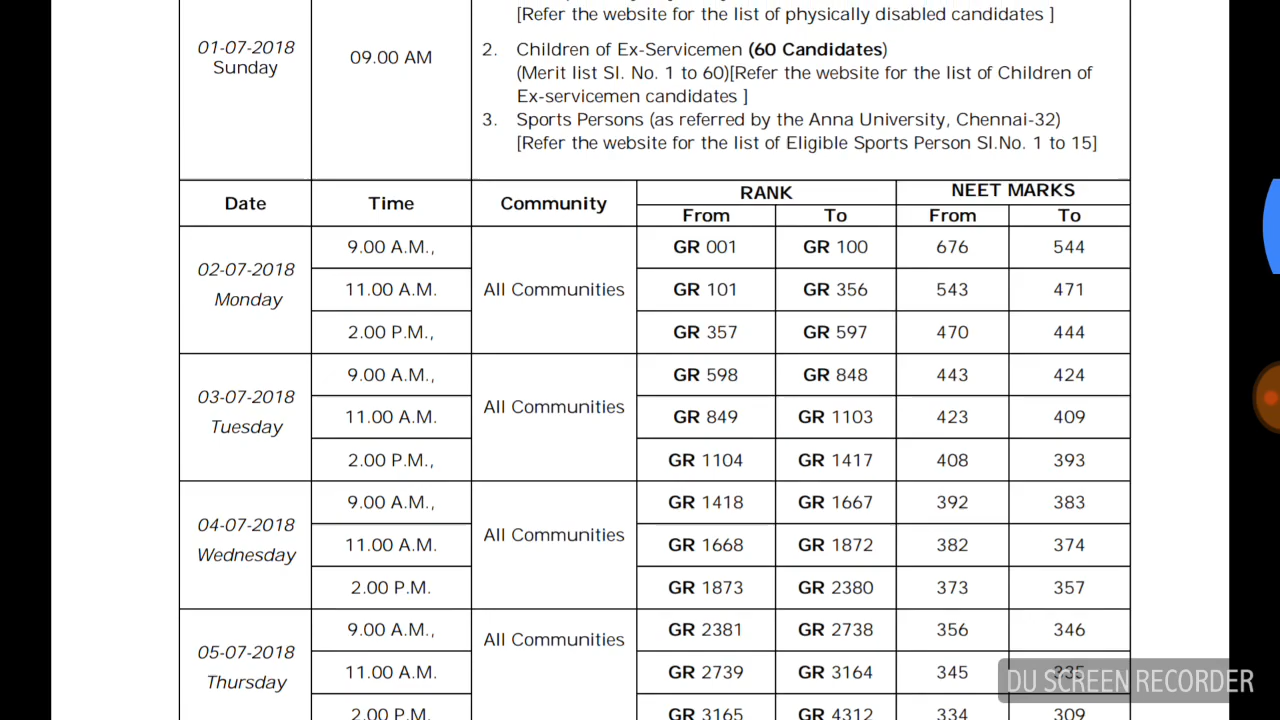 [Refer the website for the list of physically disabled candidates ]
01-07-2018
Sunday
09.00 AM
2. Children of Ex-Servicemen (60 Candidates)
(Merit list Sl. No. 1 to 60)[Refer the website for the list of Children of
Ex-servicemen candidates ]
3. Sports Persons (as referred by the Anna University, Chennai-32)
[Refer the website for the list of Eligible Sports Person Sl.No. 1 to 15]
Date Time Community RANK NEET MARKS
From To From To
02-07-2018
Monday
All Communities
9.00 A.M., GR 001 GR 100 676 544
11.00 A.M. GR 101 GR 356 543 471
2.00 P.M., GR 357 GR 597 470 444
03-07-2018
Tuesday
All Communities
9.00 A.M., GR 598 GR 848 443 424
11.00 A.M. GR 849 GR 1103 423 409
2.00 P.M., GR 1104 GR 1417 408 393
04-07-2018
Wednesday
All Communities
9.00 A.M., GR 1418 GR 1667 392 383
11.00 A.M. GR 1668 GR 1872 382 374
2.00 P.M. GR 1873 GR 2380 373 357
05-07-2018
Thursday
All Communities
9.00 A.M., GR 2381 GR 2738 356 346
11.00 A.M. GR 2739 GR 3164 345 335
2.00 P.M. GR 3165 GR 4312 334 309
DU SCREEN RECORDER